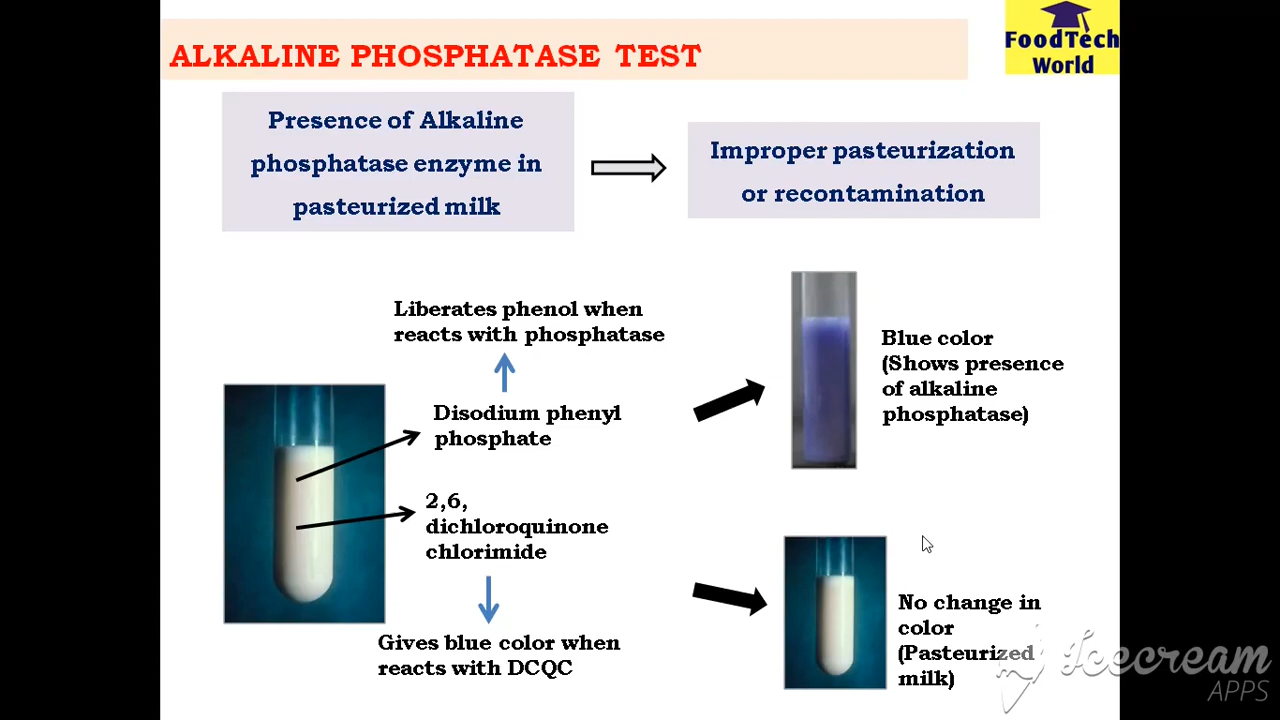 ALKALINE PHOSPHATASE TEST
FoodTech
World
Presence of Alkaline
phosphatase enzyme in
pasteurized milk
Improper pasteurization
or recontamination
Liberates phenol when
reacts with phosphatase
Disodium phenyl
phosphate
2,6,
dichloroquinone
chlorimide
Gives blue color when
reacts with DCQC
Blue color
(Shows presence
of alkaline
phosphatase)
No change in
color
(Pasteurized
milk)
Icecream
APPS